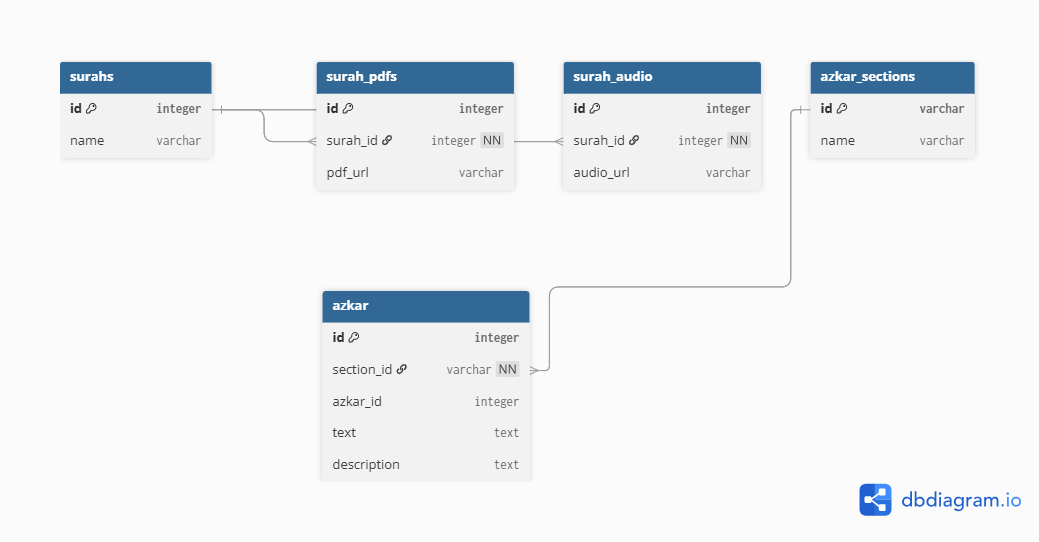 surahs
id integer
name varchar
surah_pdfs
id integer
surah_id integer NN
pdf_url varchar
surah_audio
id integer
surah_id integer NN
audio_url varchar
azkar_sections
id varchar
name varchar
azkar
id integer
section_id varchar NN
azkar_id integer
text text
description text
dbdiagram.io